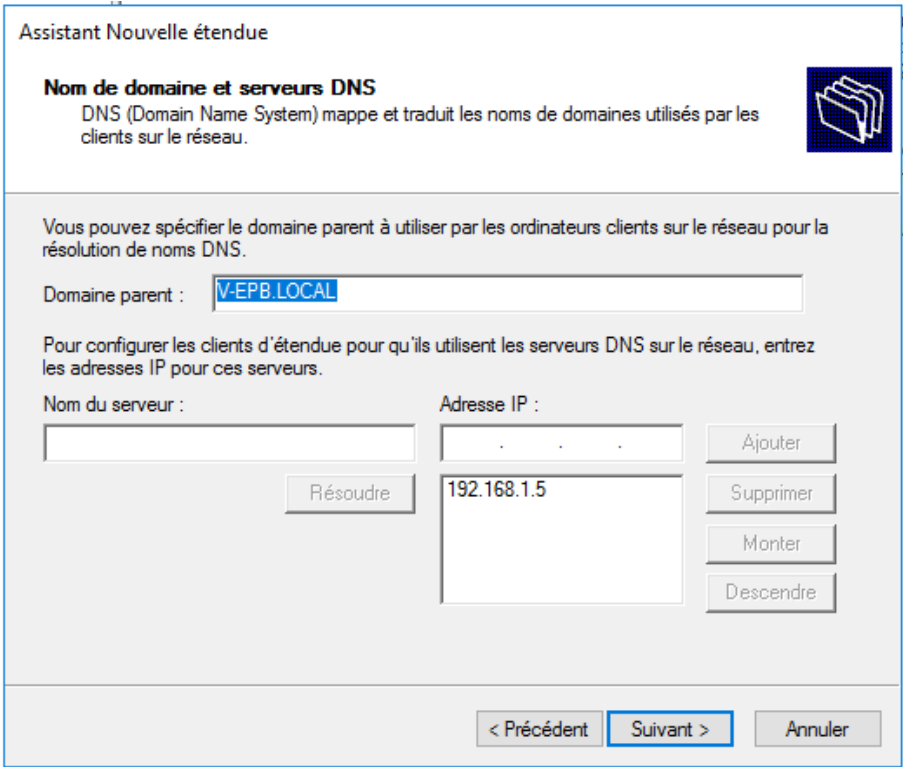 Assistant Nouvelle étendue
Nom de domaine et serveurs DNS
DNS (Domain Name System) mappe et traduit les noms de domaines utilisés par les
clients sur le réseau.
Vous pouvez spécifier le domaine parent à utiliser par les ordinateurs clients sur le réseau pour la
résolution de noms DNS.
Domaine parent : V-EPB.LOCAL
Pour configurer les clients d'étendue pour qu'ils utilisent les serveurs DNS sur le réseau, entrez
les adresses IP pour ces serveurs.
Nom du serveur : Adresse IP :
. . . Ajouter
Résoudre 192.168.1.5 Supprimer
Monter
Descendre
< Précédent Suivant > Annuler